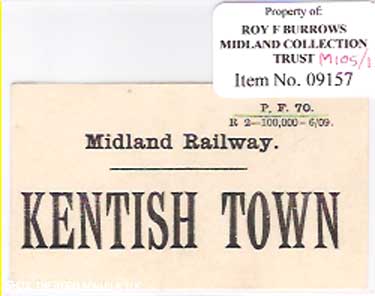 Property of:
ROY F BURROWS
MIDLAND COLLECTION
TRUST M105/1
Item No. 09157
P. F. 70.
R 2—100,000—6/09.
Midland Railway.
KENTISH TOWN